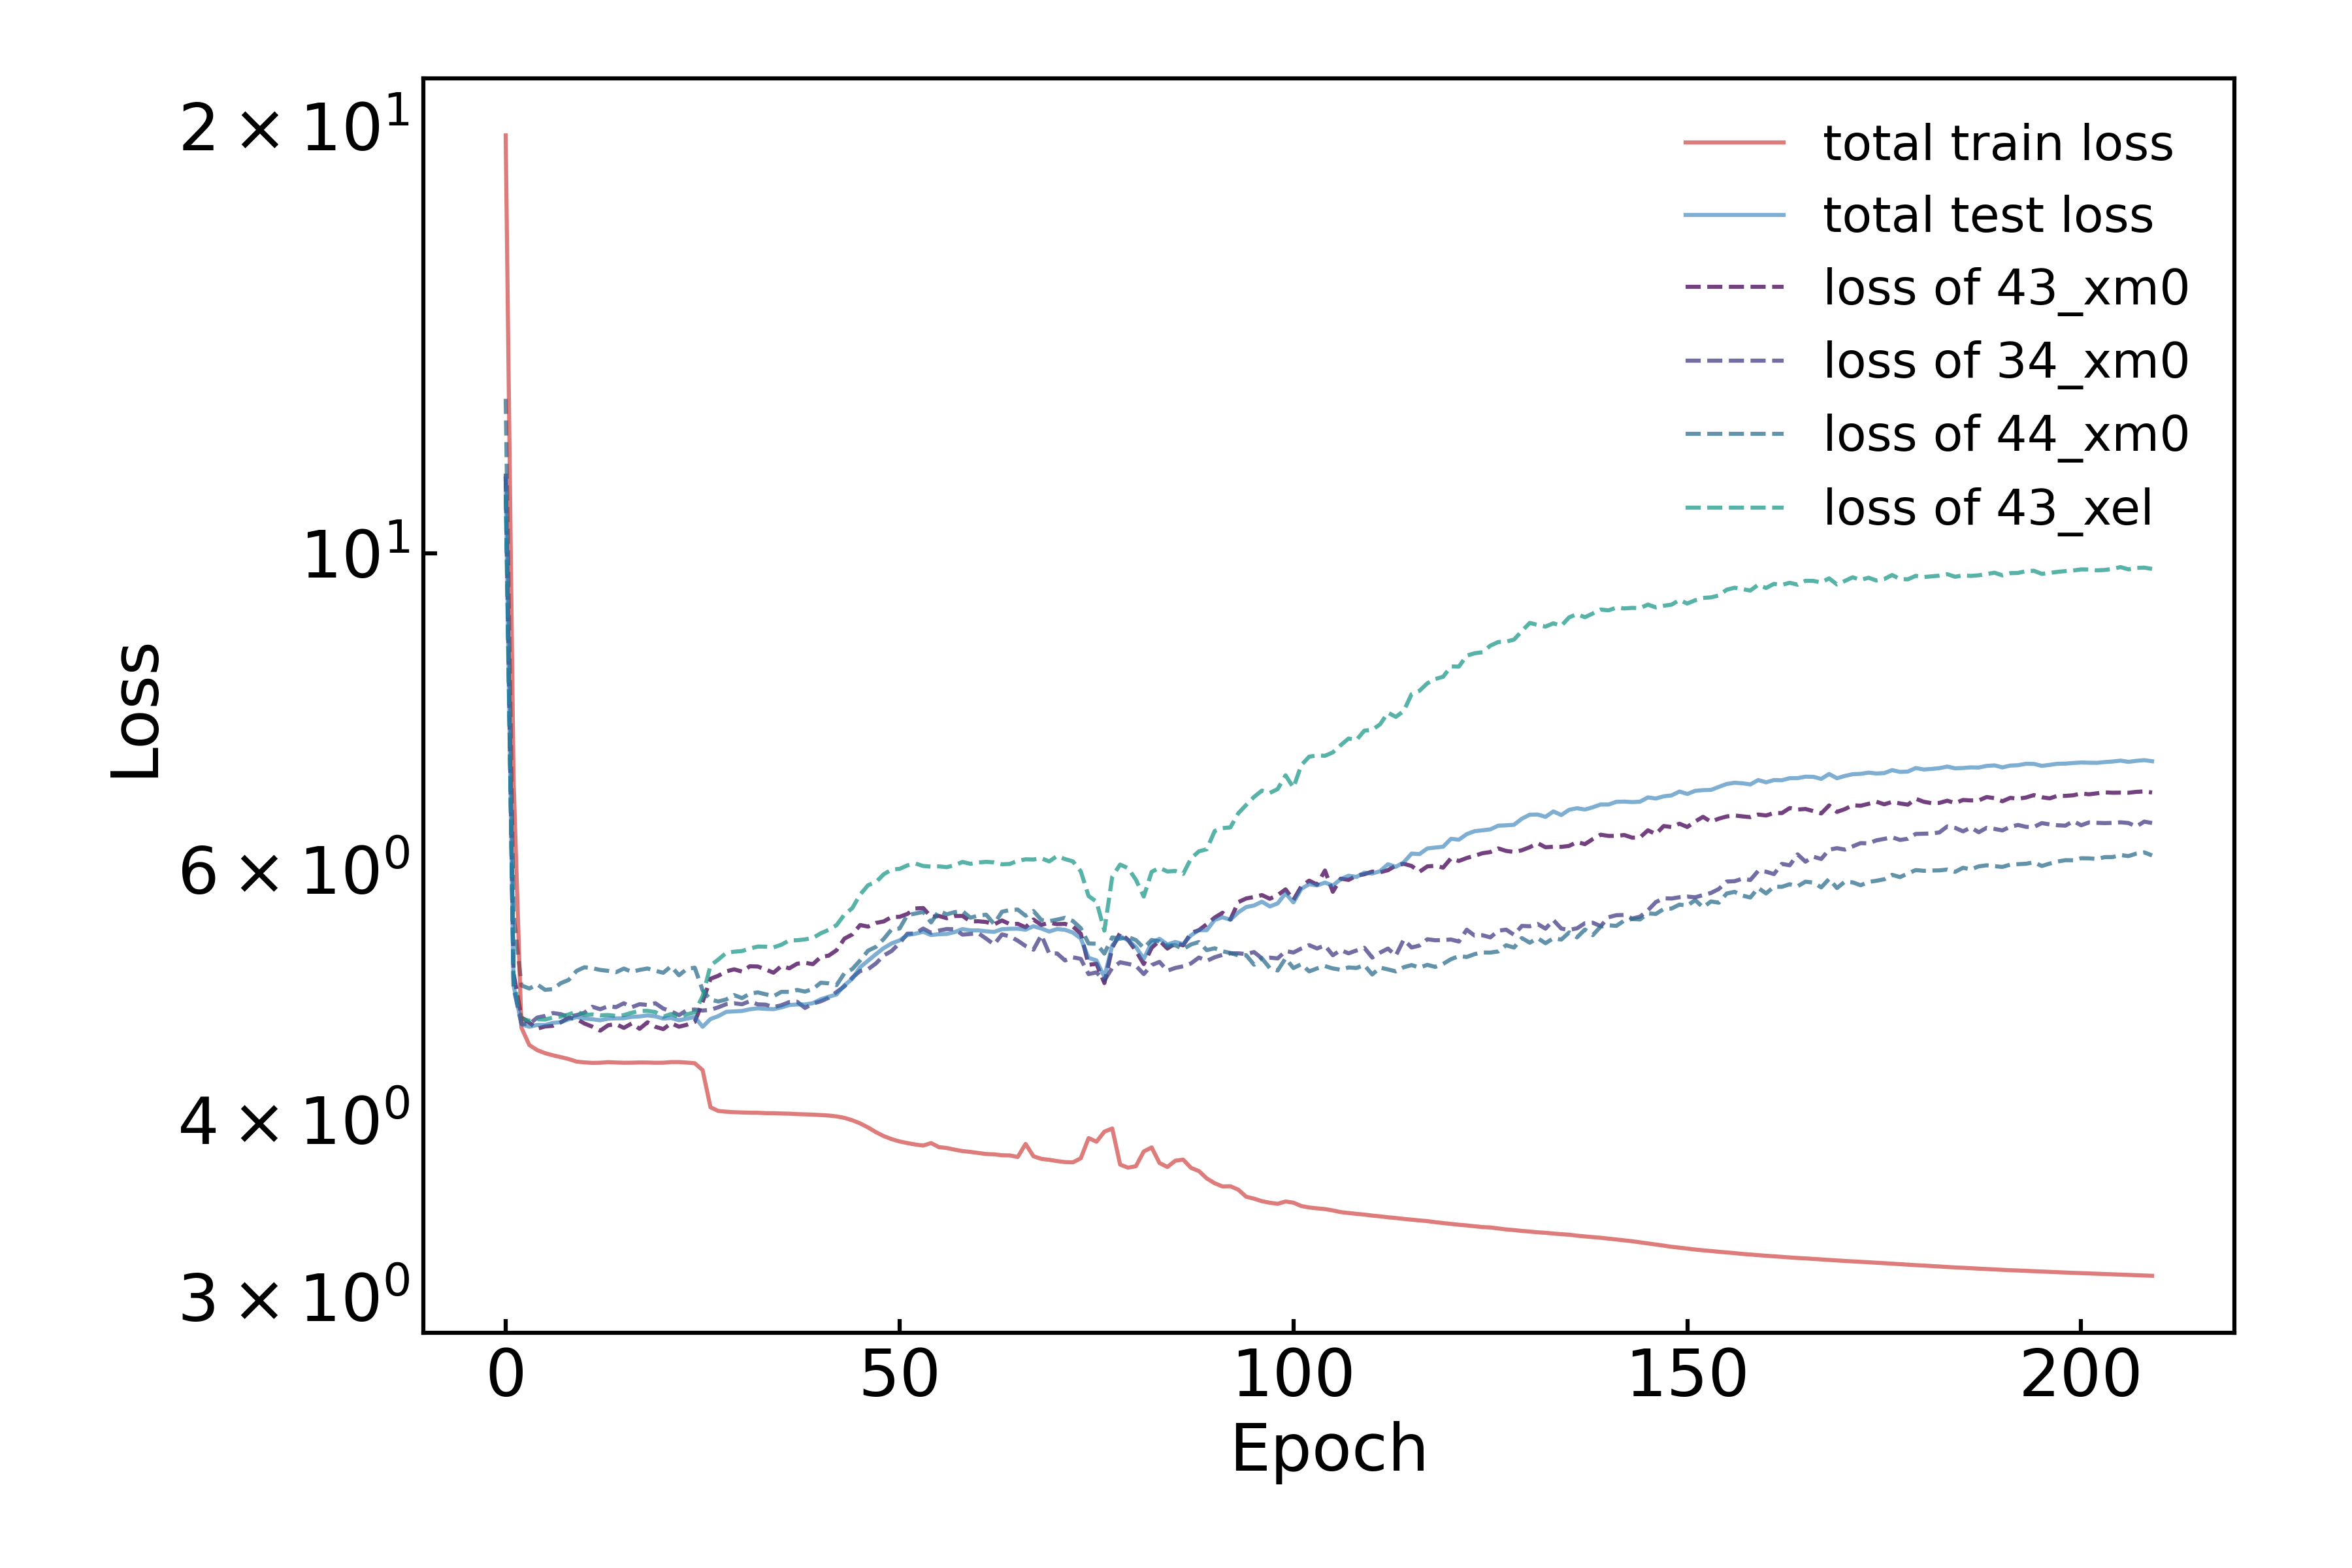 2 × 10¹
10¹
6 × 10⁰
4 × 10⁰
3 × 10⁰
Loss
total train loss
total test loss
loss of 43_xm0
loss of 34_xm0
loss of 44_xm0
loss of 43_xel
0 50 100 150 200
Epoch